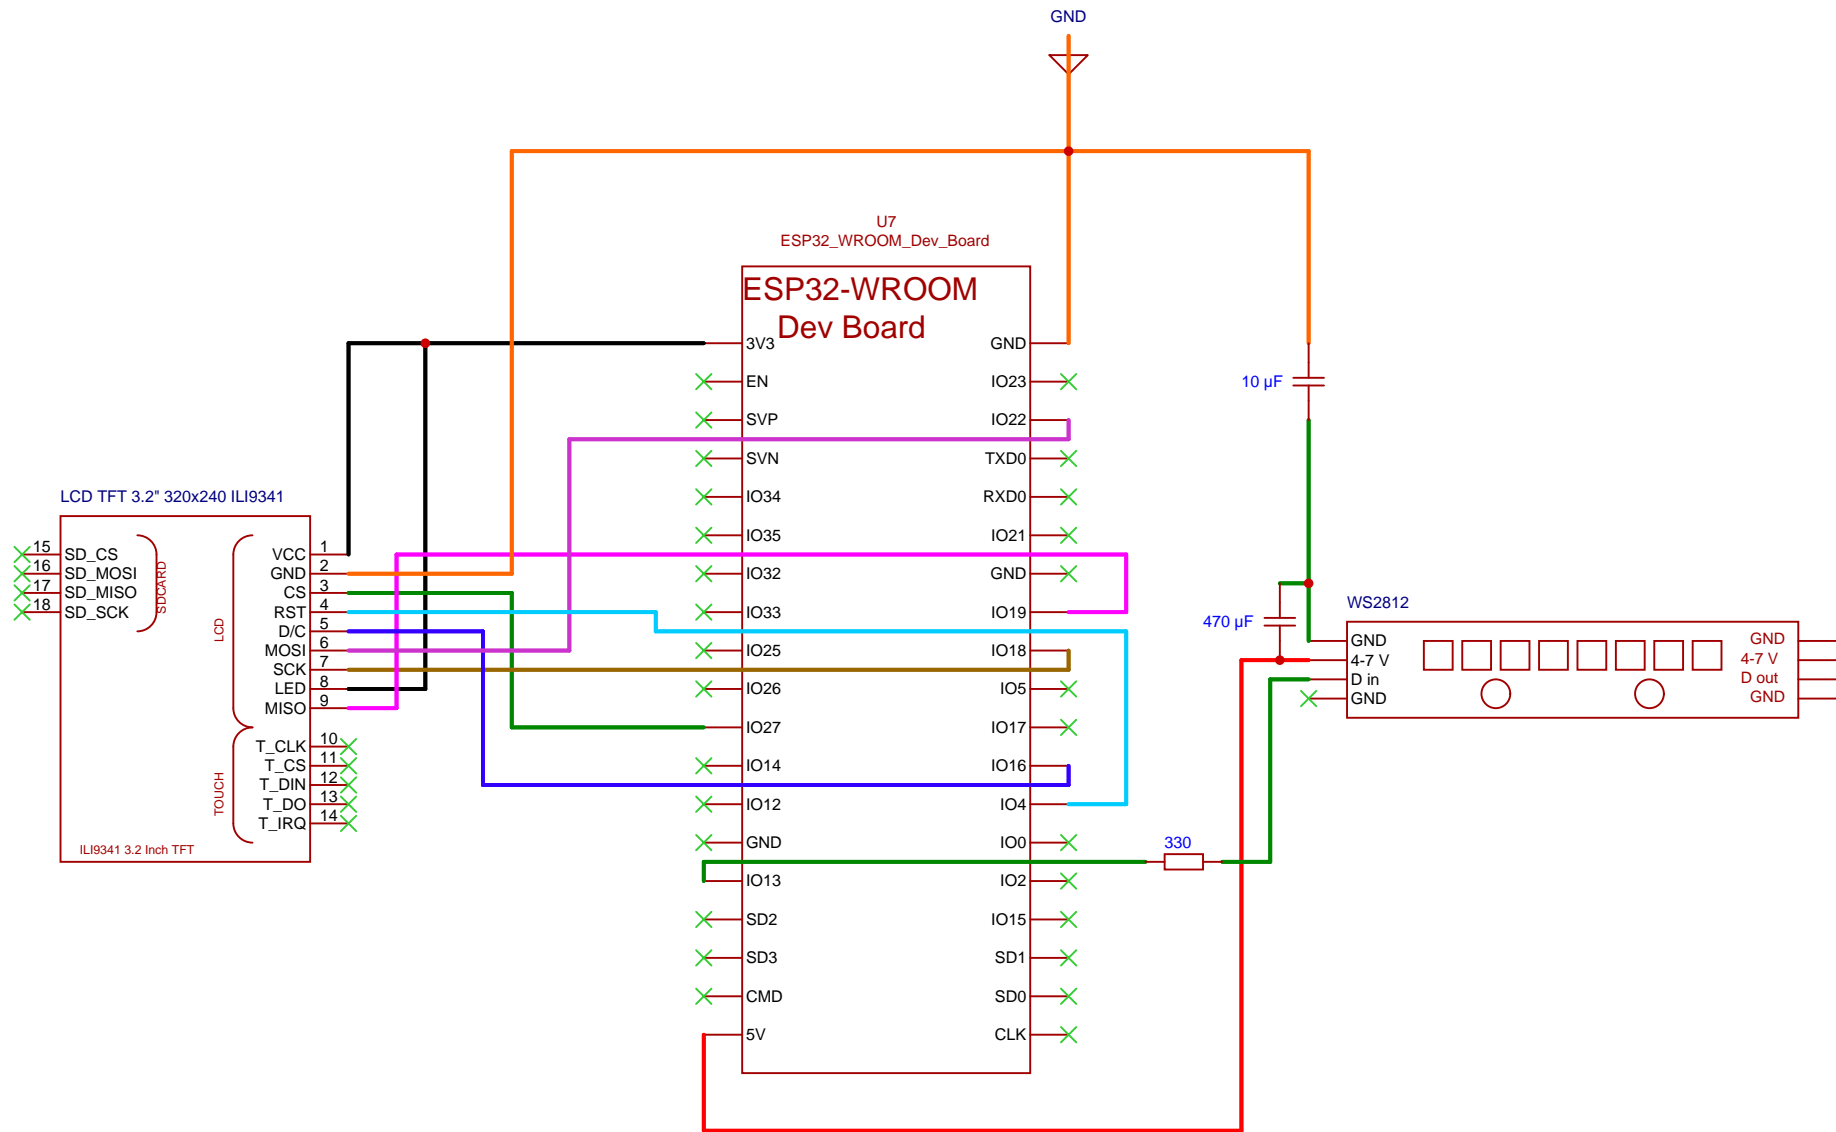 GND
U7
ESP32_WROOM_Dev_Board
ESP32-WROOM
Dev Board
3V3
EN
SVP
SVN
IO34
IO35
IO32
IO33
IO25
IO26
IO27
IO14
IO12
GND
IO13
SD2
SD3
CMD
5V
GND
IO23
IO22
TXD0
RXD0
IO21
GND
IO19
IO18
IO5
IO17
IO16
IO4
IO0
IO2
IO15
SD1
SD0
CLK
LCD TFT 3.2" 320x240 ILI9341
15 SD_CS
16 SD_MOSI
17 SD_MISO
18 SD_SCK
SDCARD
LCD
VCC 1
GND 2
CS 3
RST 4
D/C 5
MOSI 6
SCK 7
LED 8
MISO 9
TOUCH
T_CLK 10
T_CS 11
T_DIN 12
T_DO 13
T_IRQ 14
ILI9341 3.2 Inch TFT
10 µF
470 µF
330
WS2812
GND
4-7 V
D in
GND
GND
4-7 V
D out
GND